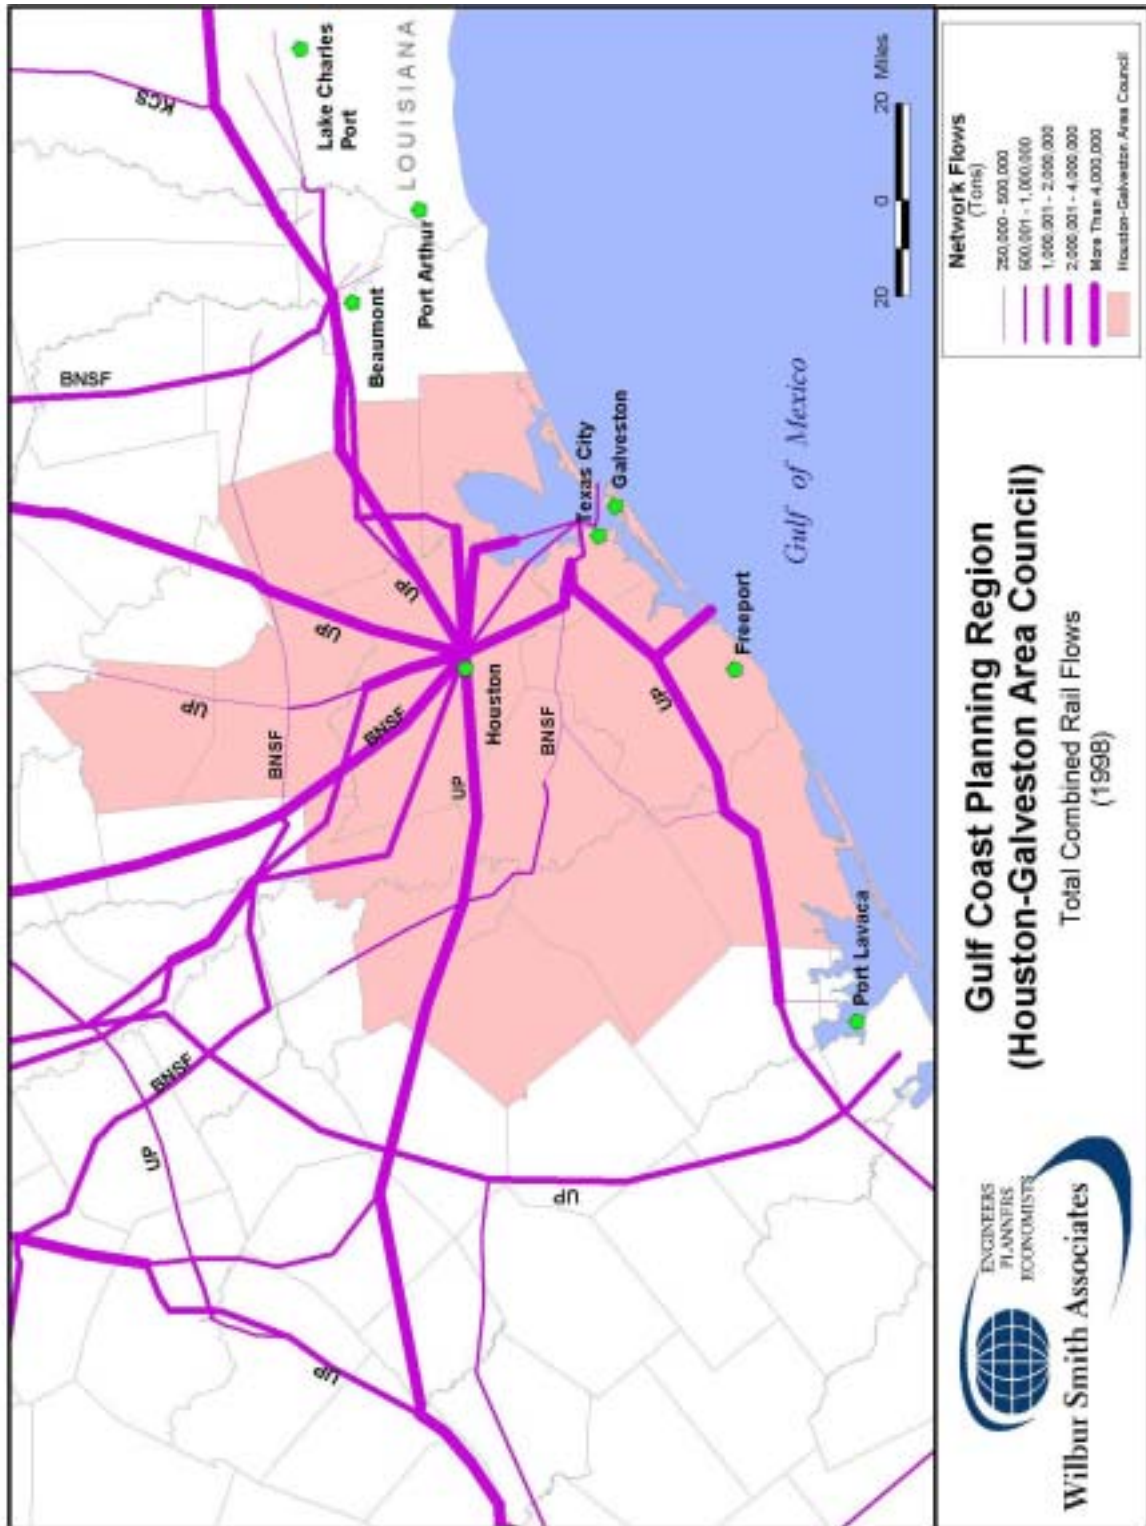 KCS
Lake Charles
Port
LOUISIANA
BNSF
Beaumont
Port Arthur
UP
UP
UP
BNSF
BNSF
Houston
UP
BNSF
Texas City
Galveston
Freeport
UP
Gulf of Mexico
Port Lavaca
BNSF
UP
UP
UP
20 0 20 Miles
Gulf Coast Planning Region
(Houston-Galveston Area Council)
Total Combined Rail Flows
(1998)
Network Flows
(Tons)
250,000 - 500,000
500,001 - 1,000,000
1,000,001 - 2,000,000
2,000,001 - 4,000,000
More Than 4,000,000
Houston-Galveston Area Council
ENGINEERS
PLANNERS
ECONOMISTS
Wilbur Smith Associates